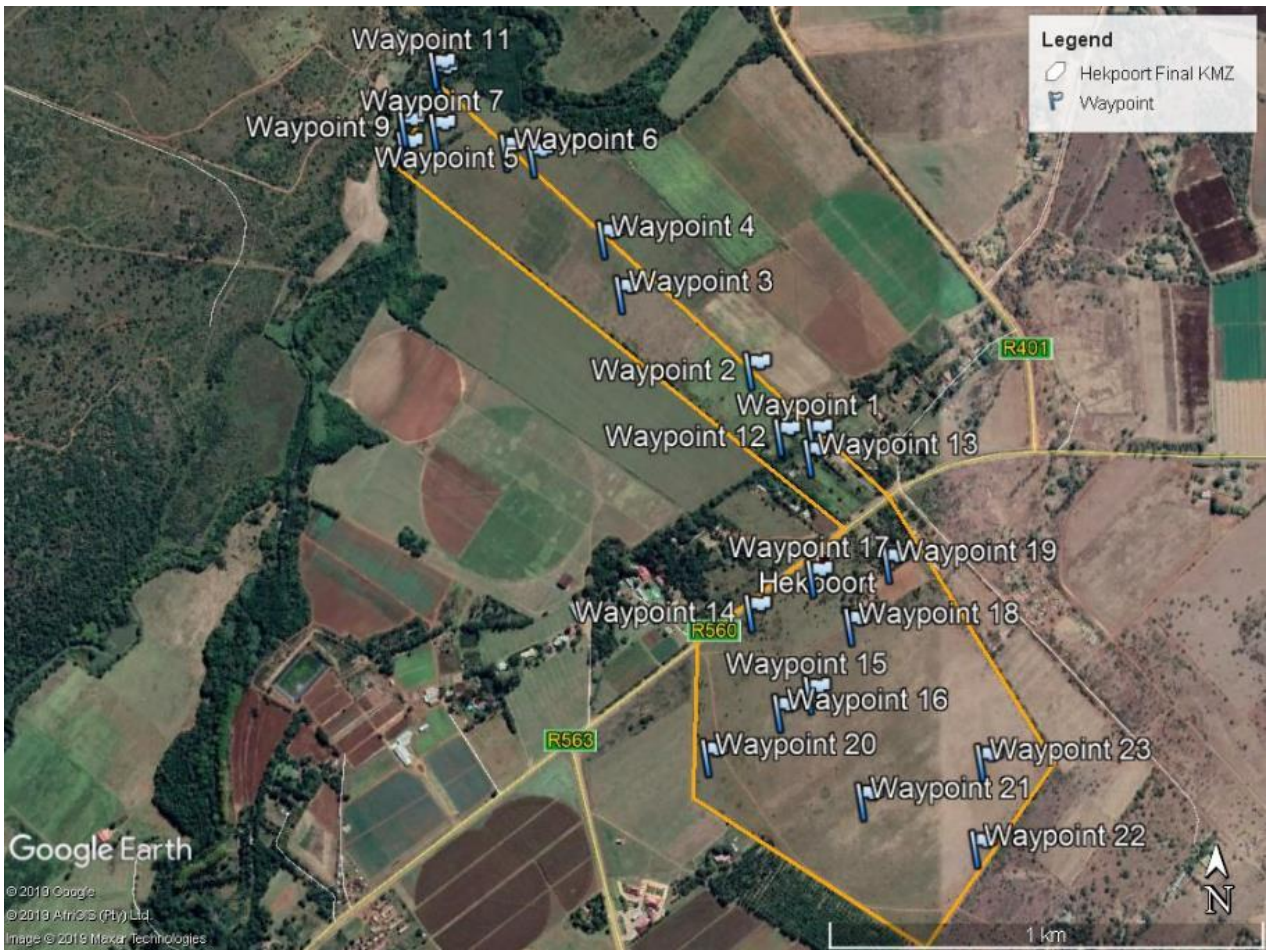 Waypoint 11
Legend
Hekpoort Final KMZ
Waypoint
Waypoint 7
Waypoint 9
Waypoint 5
Waypoint 6
Waypoint 4
Waypoint 3
R401
Waypoint 2
Waypoint 1
Waypoint 12
Waypoint 13
Waypoint 17
Waypoint 19
Hekpoort
Waypoint 14
Waypoint 18
R560
Waypoint 15
Waypoint 16
R563
Waypoint 20
Waypoint 23
Waypoint 21
Waypoint 22
Google Earth
© 2019 Google
© 2019 AfriGIS (Pty) Ltd.
Image © 2019 Maxar Technologies
1 km
N